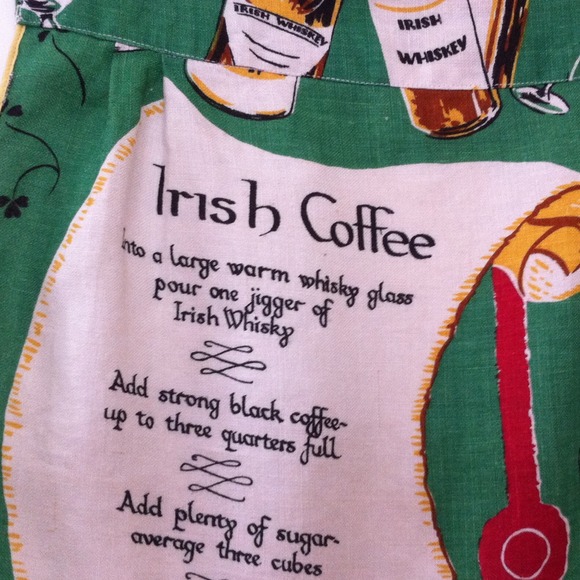 IRISH WHISKEY
IRISH
WHISKEY
Irish Coffee
Into a large warm whisky glass
pour one jigger of
Irish Whisky
Add strong black coffee-
up to three quarters full
Add plenty of sugar-
average three cubes